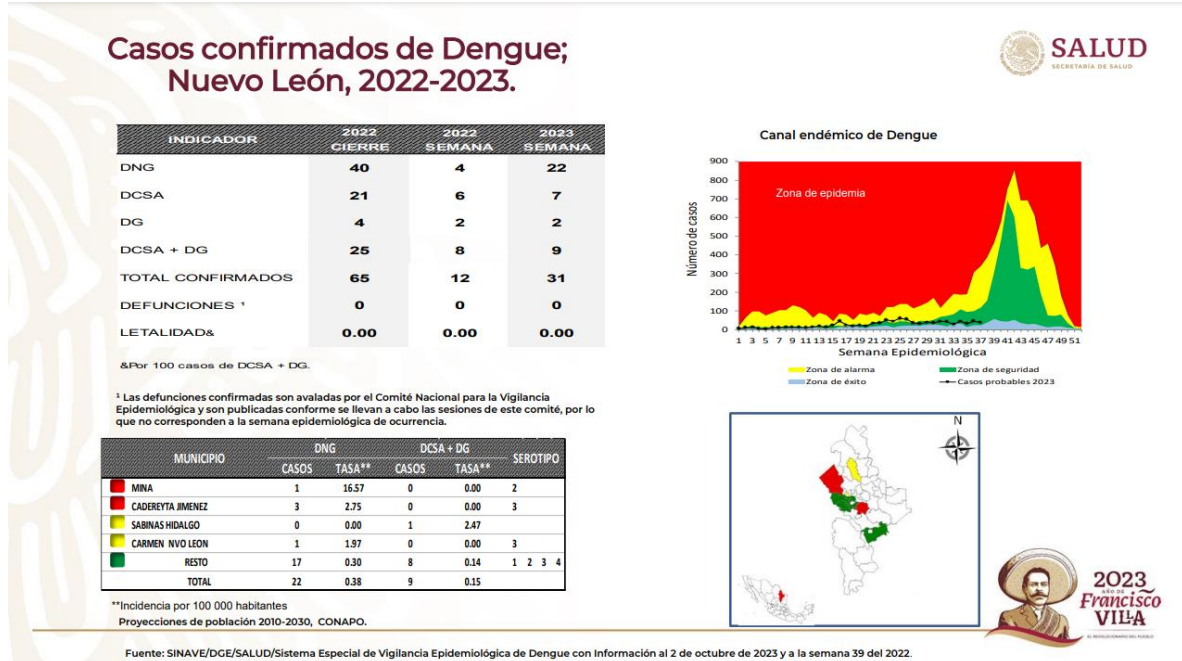 Casos confirmados de Dengue;
Nuevo León, 2022-2023.
SALUD
SECRETARÍA DE SALUD
INDICADOR 2022 CIERRE 2022 SEMANA 2023 SEMANA
DNG 40 4 22
DCSA 21 6 7
DG 4 2 2
DCSA + DG 25 8 9
TOTAL CONFIRMADOS 65 12 31
DEFUNCIONES ¹ 0 0 0
LETALIDAD& 0.00 0.00 0.00
&Por 100 casos de DCSA + DG.
¹ Las defunciones confirmadas son avaladas por el Comité Nacional para la Vigilancia
Epidemiológica y son publicadas conforme se llevan a cabo las sesiones de este comité, por lo
que no corresponden a la semana epidemiológica de ocurrencia.
MUNICIPIO DNG DCSA + DG SEROTIPO
CASOS TASA** CASOS TASA**
MINA 1 16.57 0 0.00 2
CADEREYTA JIMENEZ 3 2.75 0 0.00 3
SABINAS HIDALGO 0 0.00 1 2.47
CARMEN NVO LEON 1 1.97 0 0.00 3
RESTO 17 0.30 8 0.14 1 2 3 4
TOTAL 22 0.38 9 0.15
**Incidencia por 100 000 habitantes
Proyecciones de población 2010-2030, CONAPO.
Canal endémico de Dengue
Número de casos
900
800
700
600
500
400
300
200
100
0
Zona de epidemia
1 3 5 7 9 11 13 15 17 19 21 23 25 27 29 31 33 35 37 39 41 43 45 47 49 51
Semana Epidemiológica
Zona de alarma Zona de seguridad
Zona de éxito Casos probables 2023
N
2023
AÑO DE
Francisco
VILLA
EL REVOLUCIONARIO DEL PUEBLO
Fuente: SINAVE/DGE/SALUD/Sistema Especial de Vigilancia Epidemiológica de Dengue con Información al 2 de octubre de 2023 y a la semana 39 del 2022.